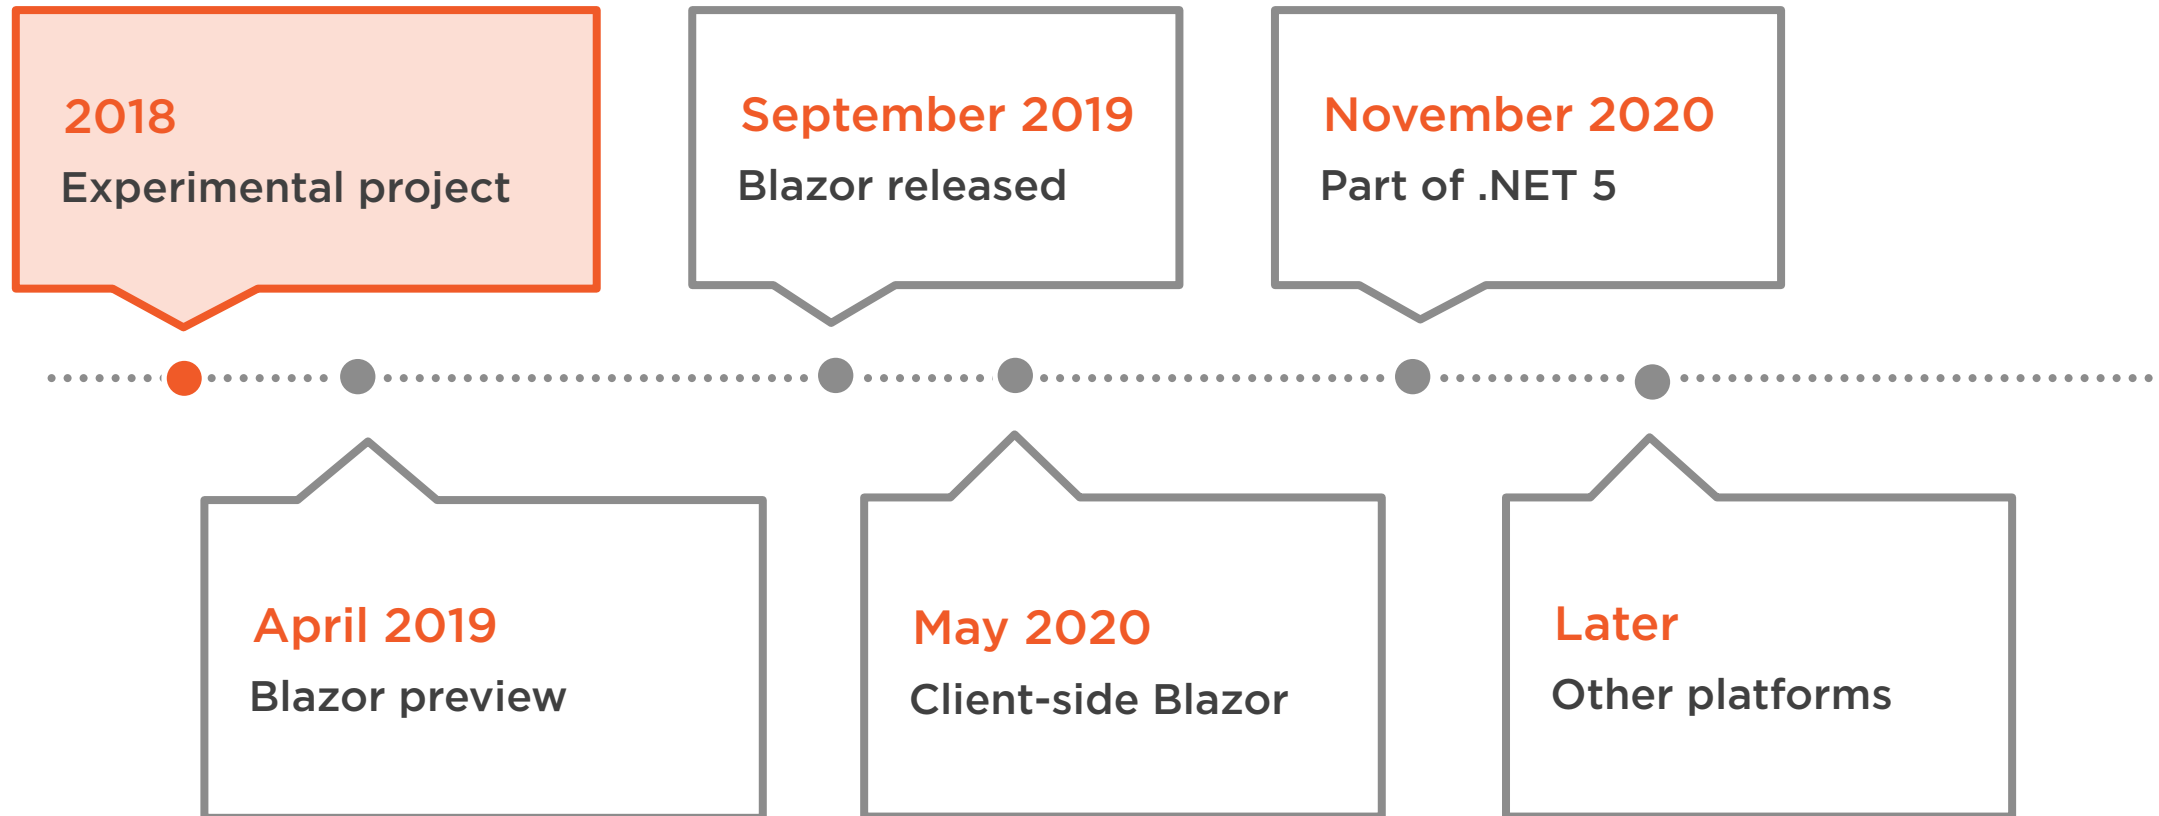 2018
Experimental project
September 2019
Blazor released
November 2020
Part of .NET 5
April 2019
Blazor preview
May 2020
Client-side Blazor
Later
Other platforms